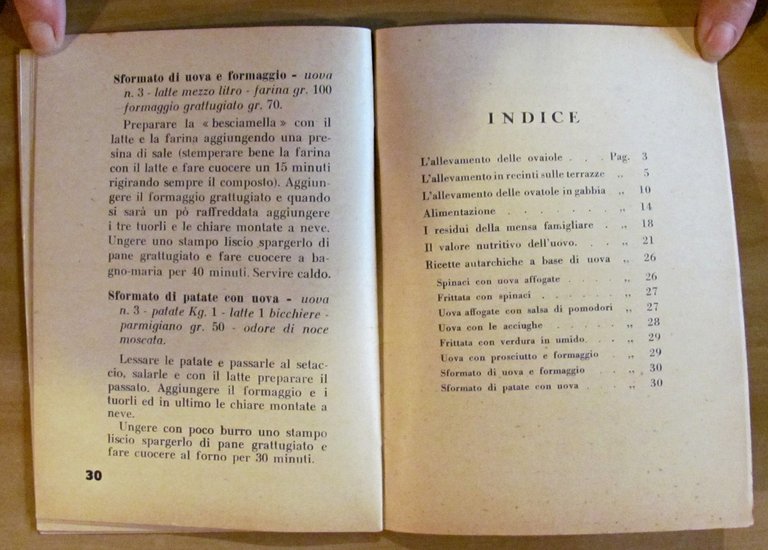 Sformato di uova e formaggio - uova
n. 3 - latte mezzo litro - farina gr. 100
formaggio grattugiato gr. 70.
Preparare la « besciamella » con il
latte e la farina aggiungendo una pre-
sina di sale (stemperare bene la farina
con il latte e fare cuocere un 15 minuti
rigirando sempre il composto). Aggiun-
gere il formaggio grattugiato e quando
si sarà un pó raffreddata aggiungere
i tre tuorli e le chiare montate a neve.
Ungere uno stampo liscio spargerlo di
pane grattugiato e fare cuocere a ba-
gno-maria per 40 minuti. Servire caldo.
Sformato di patate con uova - uova
n. 3 - patate Kg. 1 - latte 1 bicchiere -
parmigiano gr. 50 - odore di noce
moscata.
Lessare le patate e passarle al setac-
cio, salarle e con il latte preparare il
passato. Aggiungere il formaggio e i
tuorli ed in ultimo le chiare montate a
neve.
Ungere con poco burro uno stampo
liscio spargerlo di pane grattugiato e
fare cuocere al forno per 30 minuti.
30
INDICE
L'allevamento delle ovaiole . . . Pag. 3
L'allevamento in recinti sulle terrazze „ 5
L'allevamento delle ovaiole in gabbia „ 10
Alimentazione . . . . . . „ 14
I residui della mensa famigliare . „ 18
Il valore nutritivo dell'uovo. . . „ 21
Ricette autarchiche a base di uova „ 26
Spinaci con uova affogate . . . „ 26
Frittata con spinaci . . . . . „ 27
Uova affogate con salsa di pomodori „ 27
Uova con le acciughe . . . . „ 28
Frittata con verdura in umido. . . „ 29
Uova con prosciutto e formaggio „ 29
Sformato di uova e formaggio „ 30
Sformato di patate con uova . . . „ 30